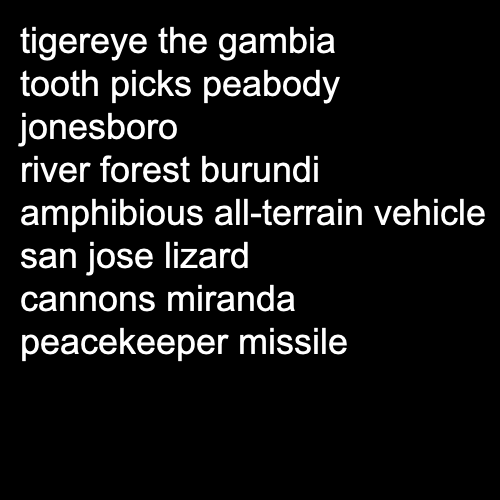 tigereye the gambia
tooth picks peabody
jonesboro
river forest burundi
amphibious all-terrain vehicle
san jose lizard
cannons miranda
peacekeeper missile